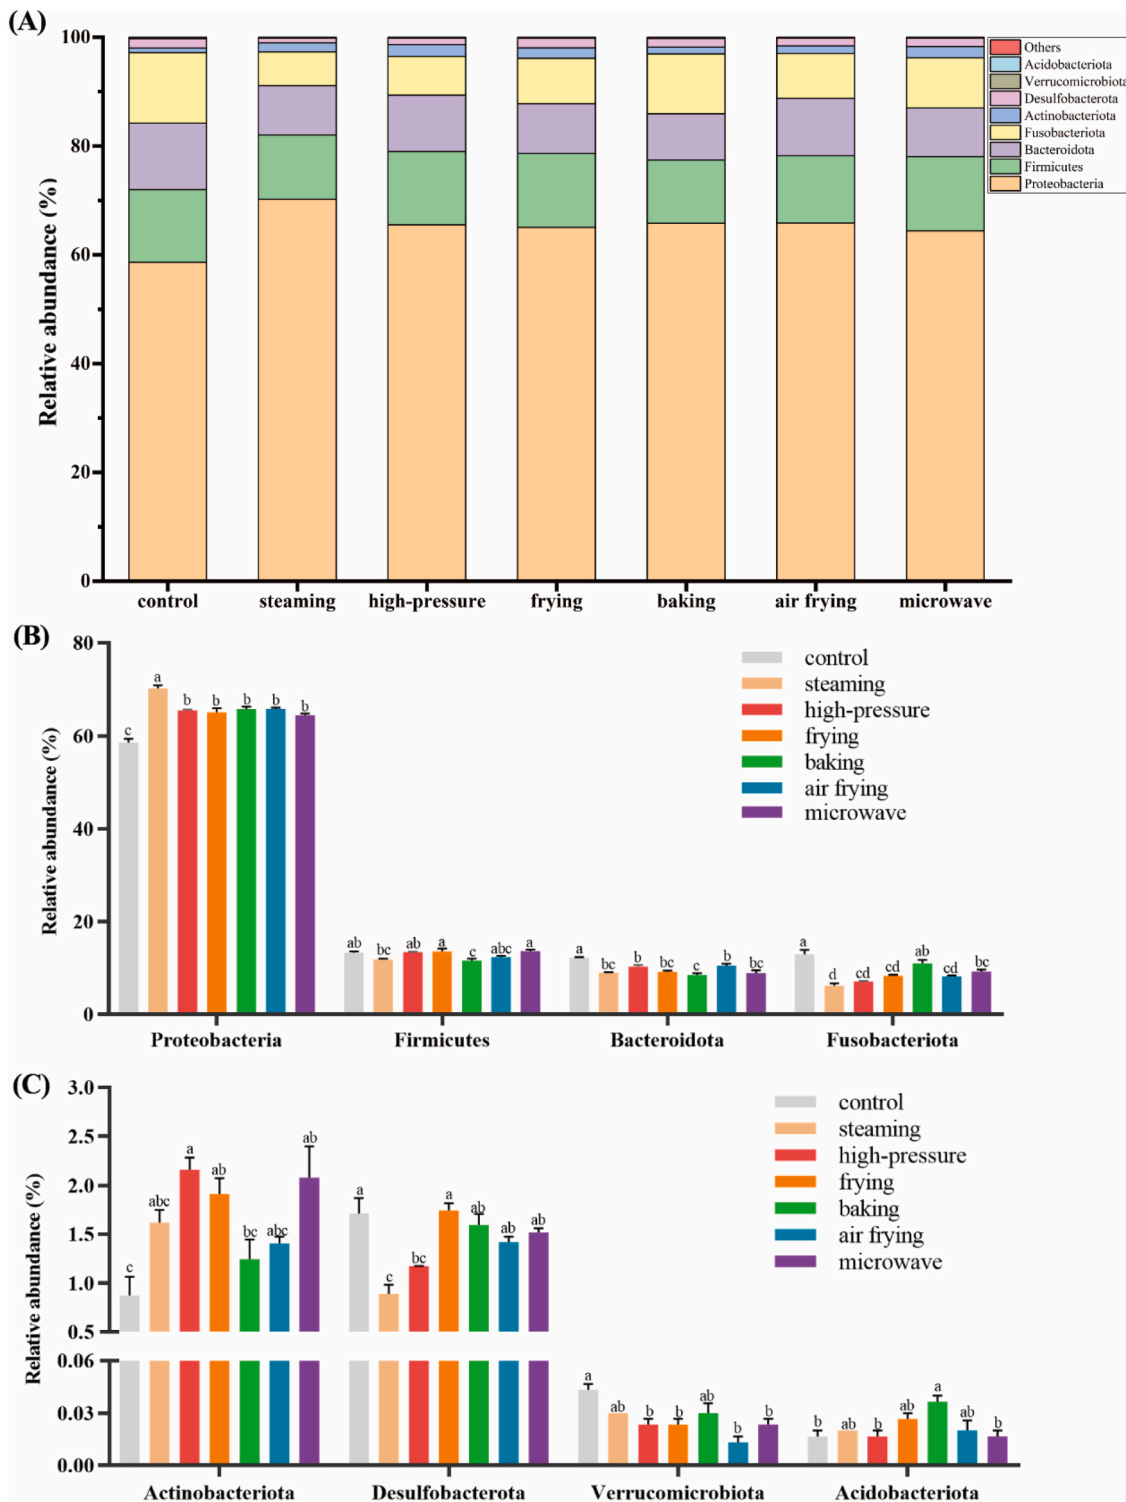 (A)
100
80
60
40
20
0
Relative abundance (%)
Others
Acidobacteriota
Verrucomicrobiota
Desulfobacterota
Actinobacteriota
Fusobacteriota
Bacteroidota
Firmicutes
Proteobacteria
control steaming high-pressure frying baking air frying microwave
(B)
80
60
40
20
0
Relative abundance (%)
control
steaming
high-pressure
frying
baking
air frying
microwave
c a b b b b b
ab bc ab a c abc a
a bc b bc c b bc
a d cd cd ab cd bc
Proteobacteria Firmicutes Bacteroidota Fusobacteriota
(C)
3.0
2.5
2.0
1.5
1.0
0.5
0.06
0.03
0.00
Relative abundance (%)
control
steaming
high-pressure
frying
baking
air frying
microwave
c abc a ab bc abc ab
a c bc a ab ab ab
a ab b b ab b b
b ab b ab a ab b
Actinobacteriota Desulfobacterota Verrucomicrobiota Acidobacteriota